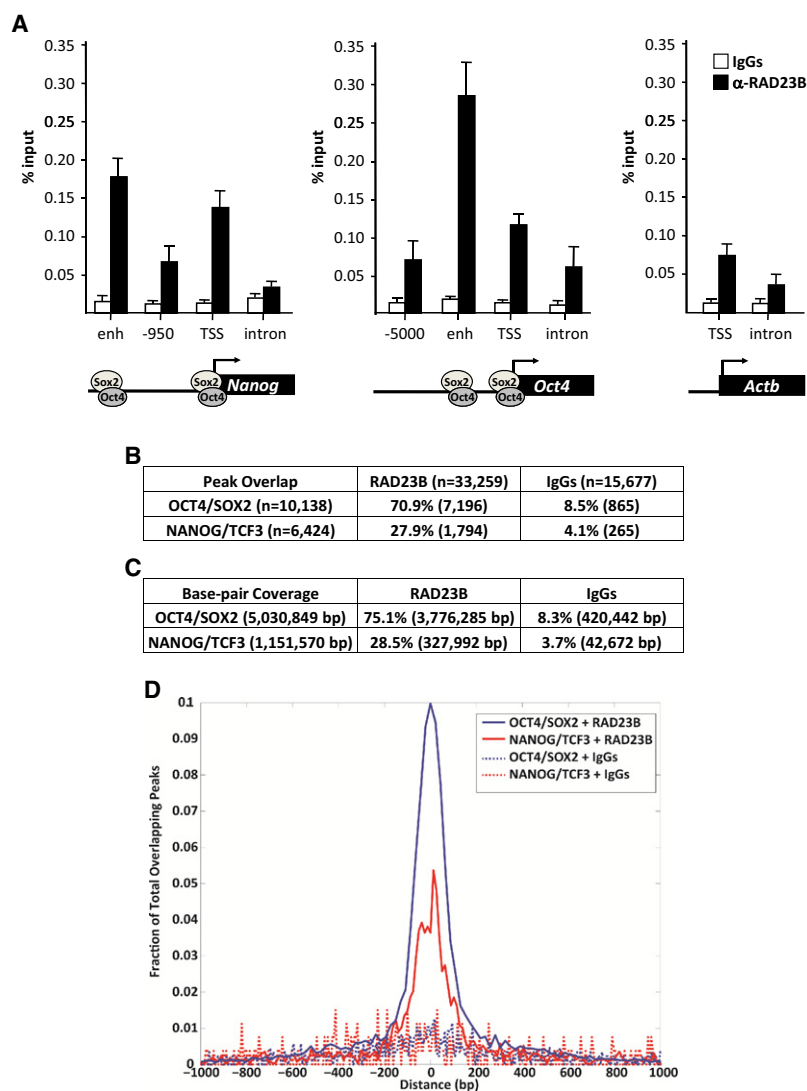 A
0.35
0.30
0.25
0.20
0.15
0.10
0.05
% input
enh -950 TSS intron
Sox2 Oct4 Sox2 Oct4 Nanog
0.35
0.30
0.25
0.20
0.15
0.10
0.05
% input
-5000 enh TSS intron
Sox2 Oct4 Sox2 Oct4 Oct4
0.35
0.30
0.25
0.20
0.15
0.10
0.05
% input
IgGs
α-RAD23B
TSS intron
Actb
B
Peak Overlap RAD23B (n=33,259) IgGs (n=15,677)
OCT4/SOX2 (n=10,138) 70.9% (7,196) 8.5% (865)
NANOG/TCF3 (n=6,424) 27.9% (1,794) 4.1% (265)
C
Base-pair Coverage RAD23B IgGs
OCT4/SOX2 (5,030,849 bp) 75.1% (3,776,285 bp) 8.3% (420,442 bp)
NANOG/TCF3 (1,151,570 bp) 28.5% (327,992 bp) 3.7% (42,672 bp)
D
0.1
0.09
0.08
0.07
0.06
0.05
0.04
0.03
0.02
0.01
0
Fraction of Total Overlapping Peaks
OCT4/SOX2 + RAD23B
NANOG/TCF3 + RAD23B
OCT4/SOX2 + IgGs
NANOG/TCF3 + IgGs
−1000 −800 −600 −400 −200 0 200 400 600 800 1000
Distance (bp)